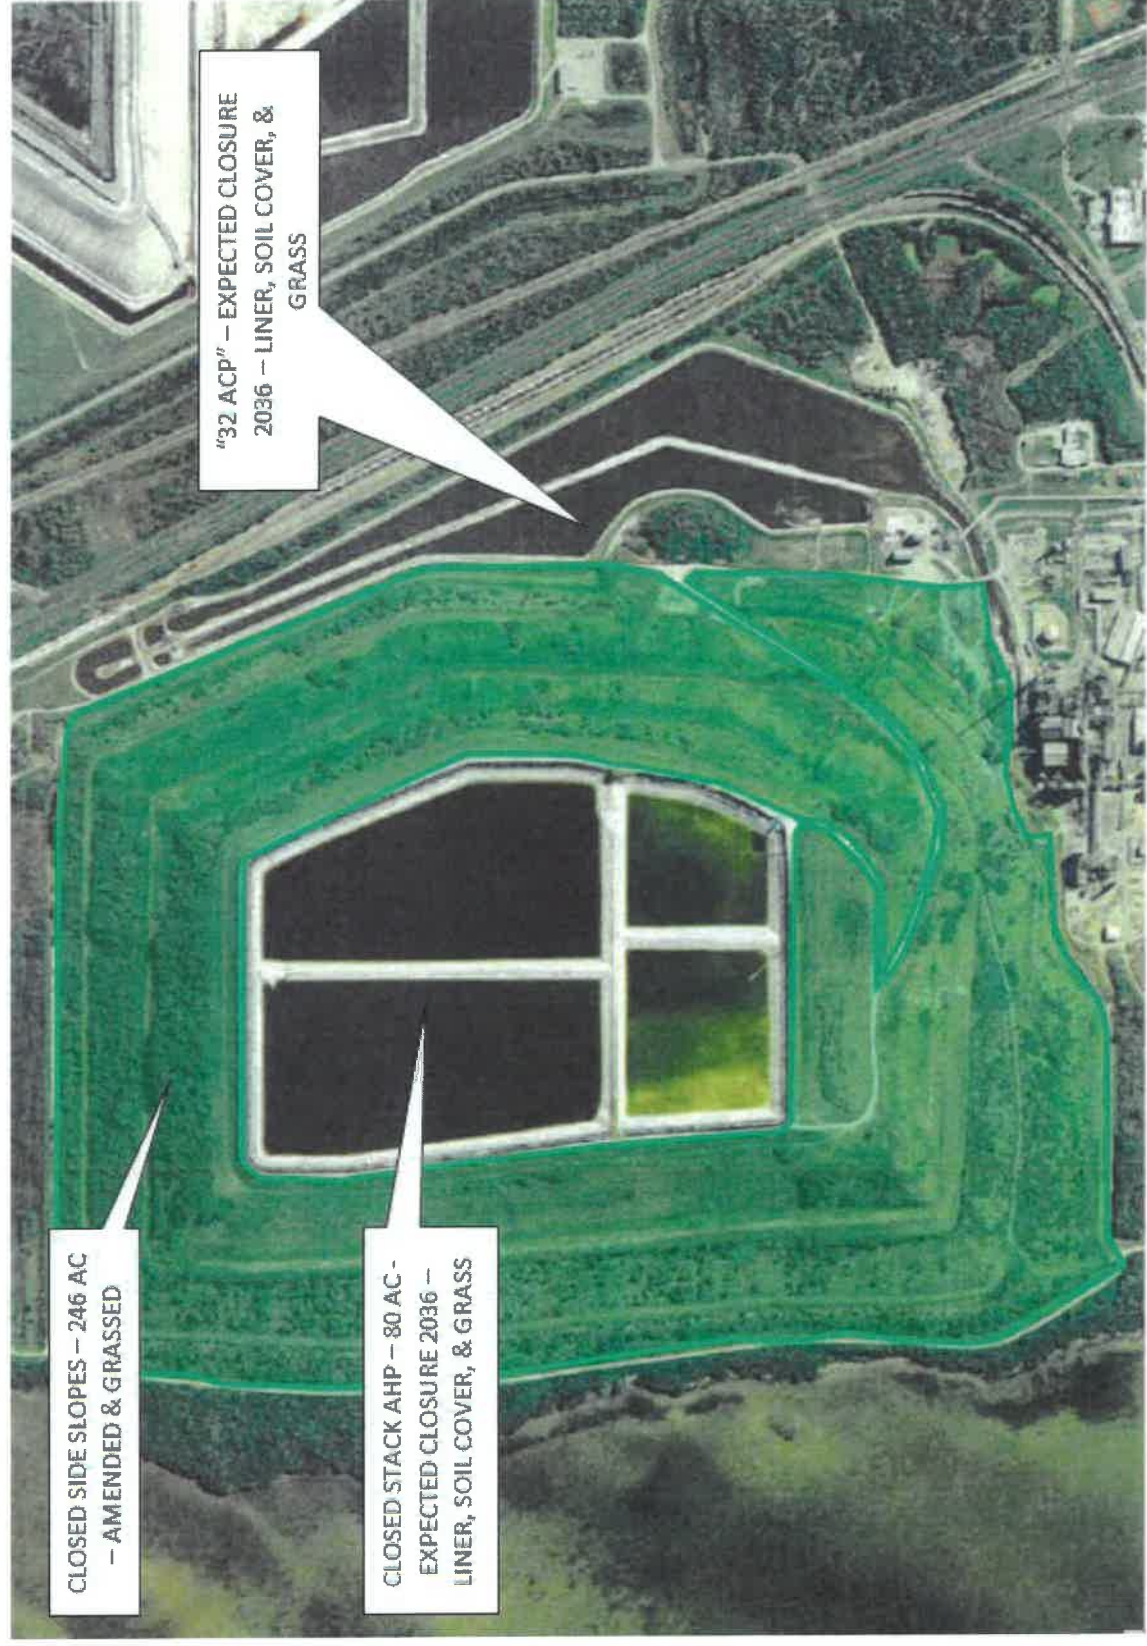 CLOSED SIDE SLOPES – 246 AC
– AMENDED & GRASSED
CLOSED STACK AHP – 80 AC -
EXPECTED CLOSURE 2036 –
LINER, SOIL COVER, & GRASS
"32 ACP" – EXPECTED CLOSURE
2036 – LINER, SOIL COVER, &
GRASS